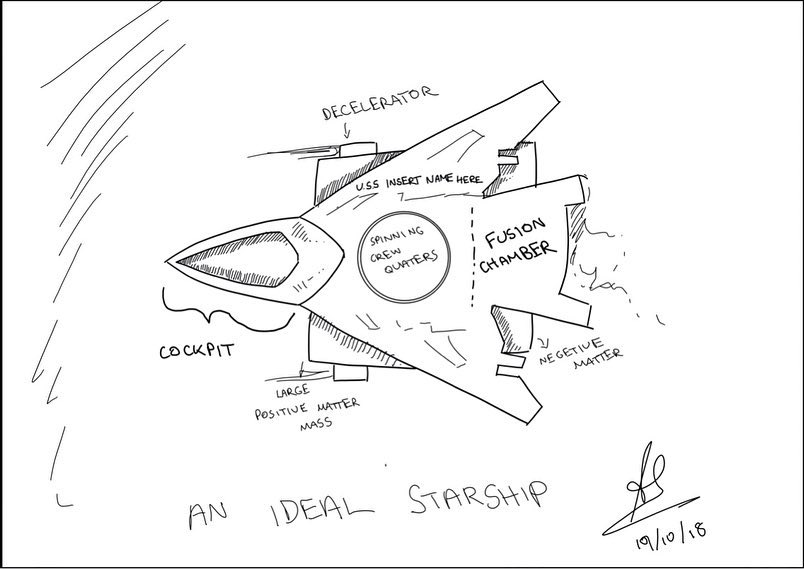 DECELERATOR
U.S.S INSERT NAME HERE
SPINNING
CREW
QUATERS
FUSION
CHAMBER
COCKPIT
NEGETIVE
MATTER
LARGE
POSITIVE MATTER
MASS
AN IDEAL STARSHIP
19/10/18